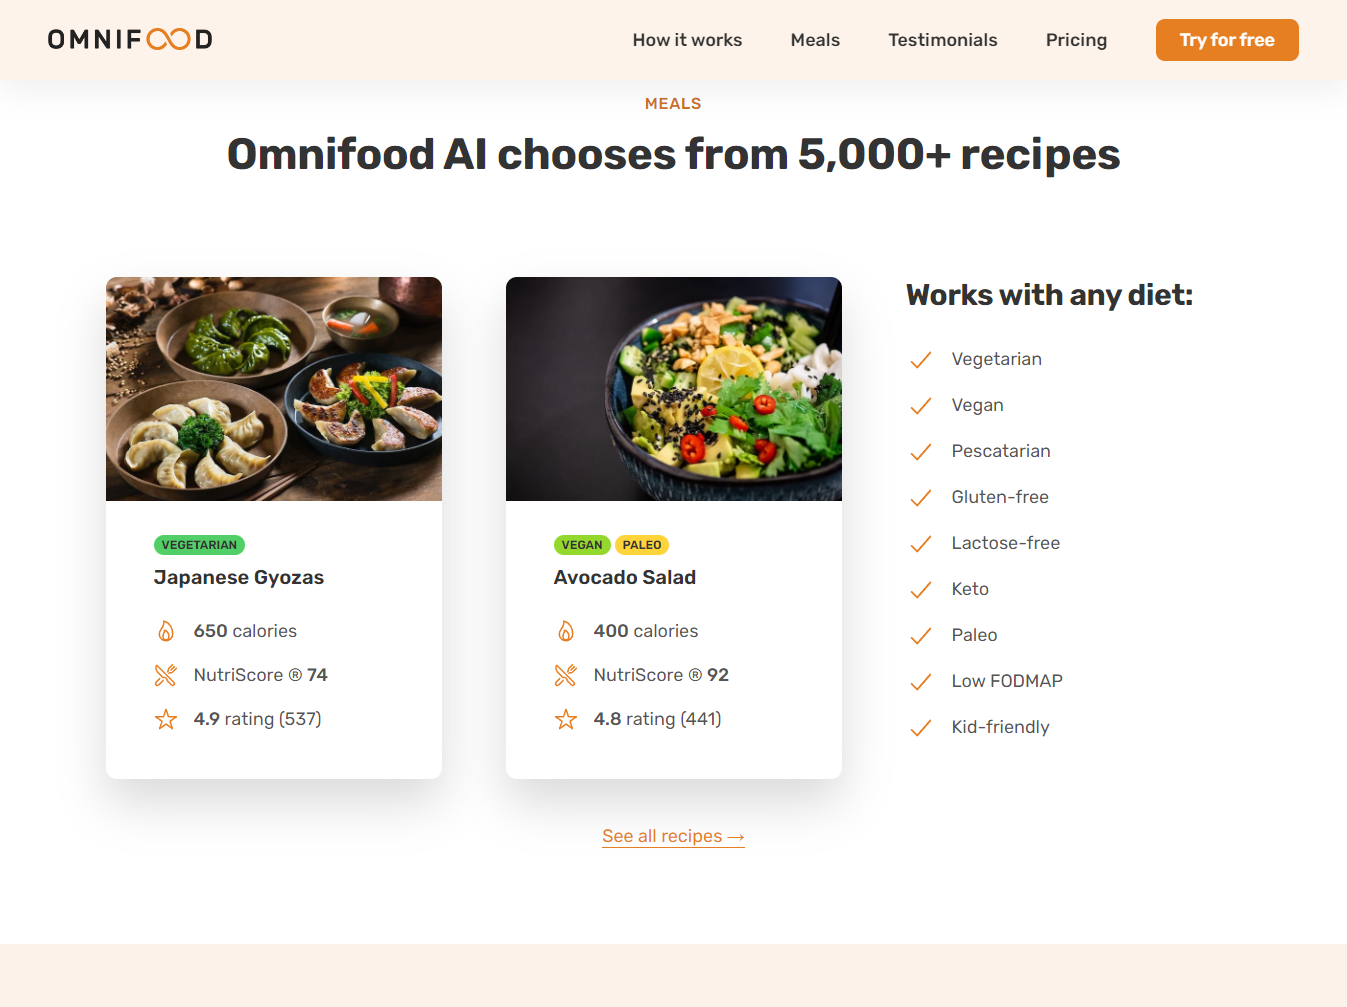 OMNIFOOD
How it works
Meals
Testimonials
Pricing
Try for free
MEALS
Omnifood AI chooses from 5,000+ recipes
VEGETARIAN
Japanese Gyozas
650 calories
NutriScore ® 74
4.9 rating (537)
VEGAN PALEO
Avocado Salad
400 calories
NutriScore ® 92
4.8 rating (441)
Works with any diet:
Vegetarian
Vegan
Pescatarian
Gluten-free
Lactose-free
Keto
Paleo
Low FODMAP
Kid-friendly
See all recipes →